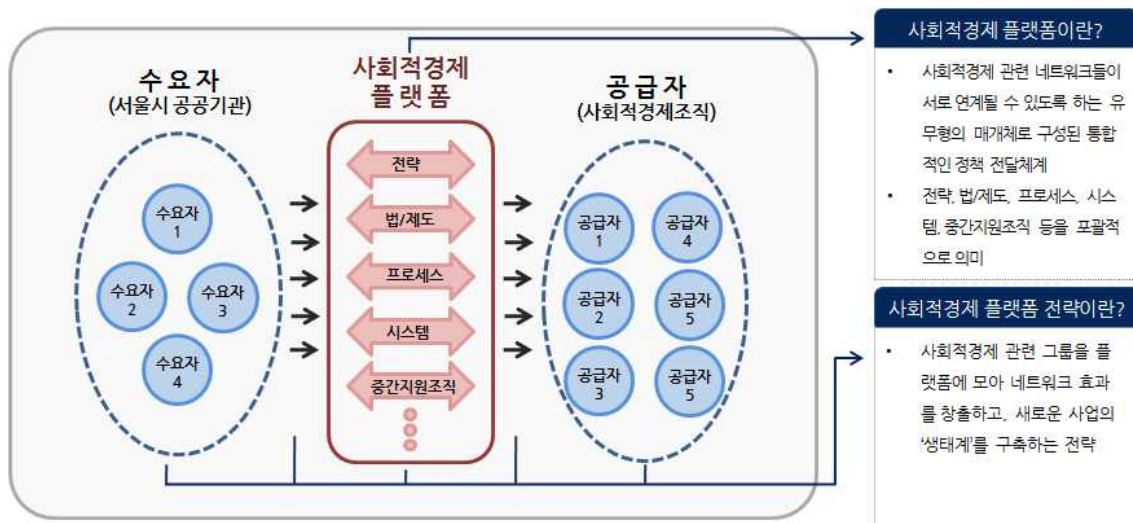 수 요 자
(서울시 공공기관)
수요자
1
수요자
2
수요자
3
수요자
4
사회적경제
플 랫 폼
전략
법/제도
프로세스
시스템
중간지원조직
공 급 자
(사회적경제조직)
공급자
1
공급자
4
공급자
2
공급자
5
공급자
3
공급자
5
사회적경제 플랫폼이란?
• 사회적경제 관련 네트워크들이
서로 연계될 수 있도록 하는 유
무형의 매개체로 구성된 통합
적인 정책 전달체계
• 전략, 법/제도, 프로세스, 시스
템, 중간지원조직 등을 포괄적
으로 의미
사회적경제 플랫폼 전략이란?
• 사회적경제 관련 그룹을 플
랫폼에 모아 네트워크 효과
를 창출하고, 새로운 사업의
‘생태계’를 구축하는 전략